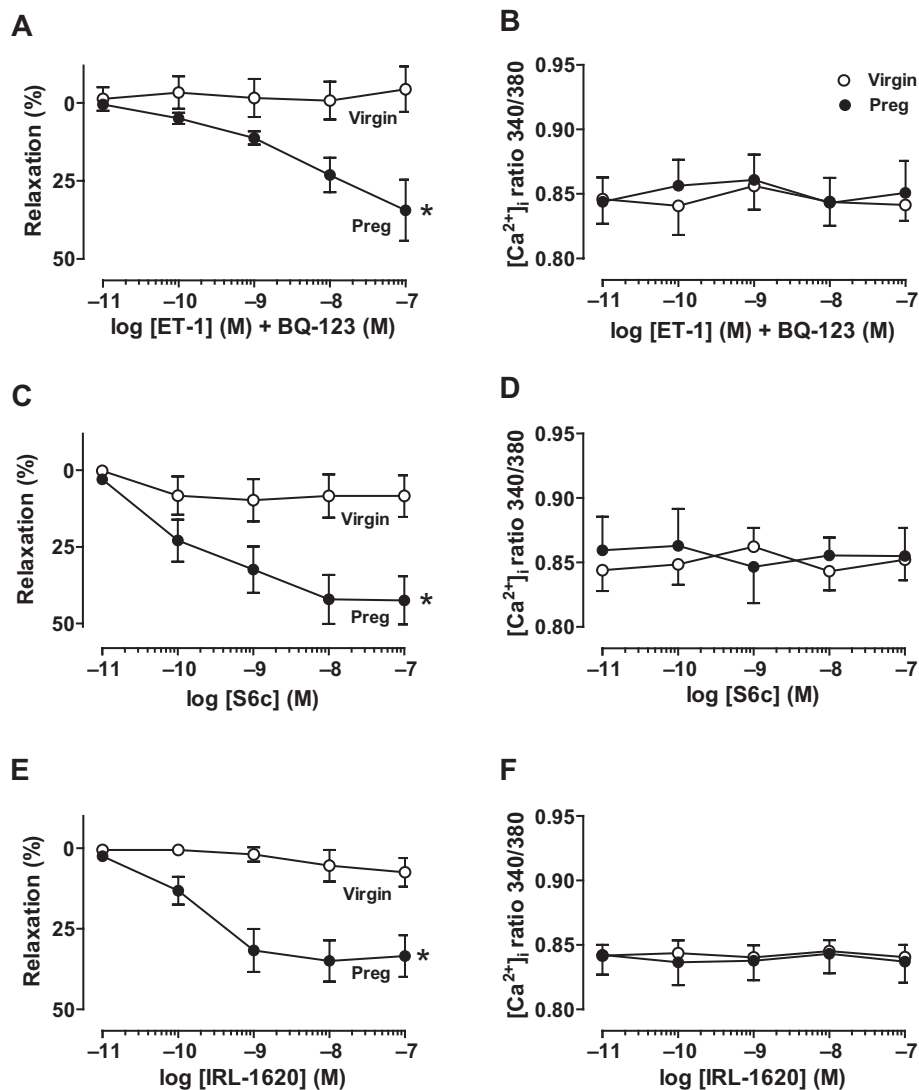 A
Relaxation (%)
0
25
50
Virgin
Preg
*
–11
–10
–9
–8
–7
log [ET-1] (M) + BQ-123 (M)
B
[Ca²⁺]ᵢ ratio 340/380
0.95
0.90
0.85
0.80
Virgin
Preg
–11
–10
–9
–8
–7
log [ET-1] (M) + BQ-123 (M)
C
Relaxation (%)
0
25
50
Virgin
Preg
*
–11
–10
–9
–8
–7
log [S6c] (M)
D
[Ca²⁺]ᵢ ratio 340/380
0.95
0.90
0.85
0.80
–11
–10
–9
–8
–7
log [S6c] (M)
E
Relaxation (%)
0
25
50
Virgin
Preg
*
–11
–10
–9
–8
–7
log [IRL-1620] (M)
F
[Ca²⁺]ᵢ ratio 340/380
0.95
0.90
0.85
0.80
–11
–10
–9
–8
–7
log [IRL-1620] (M)